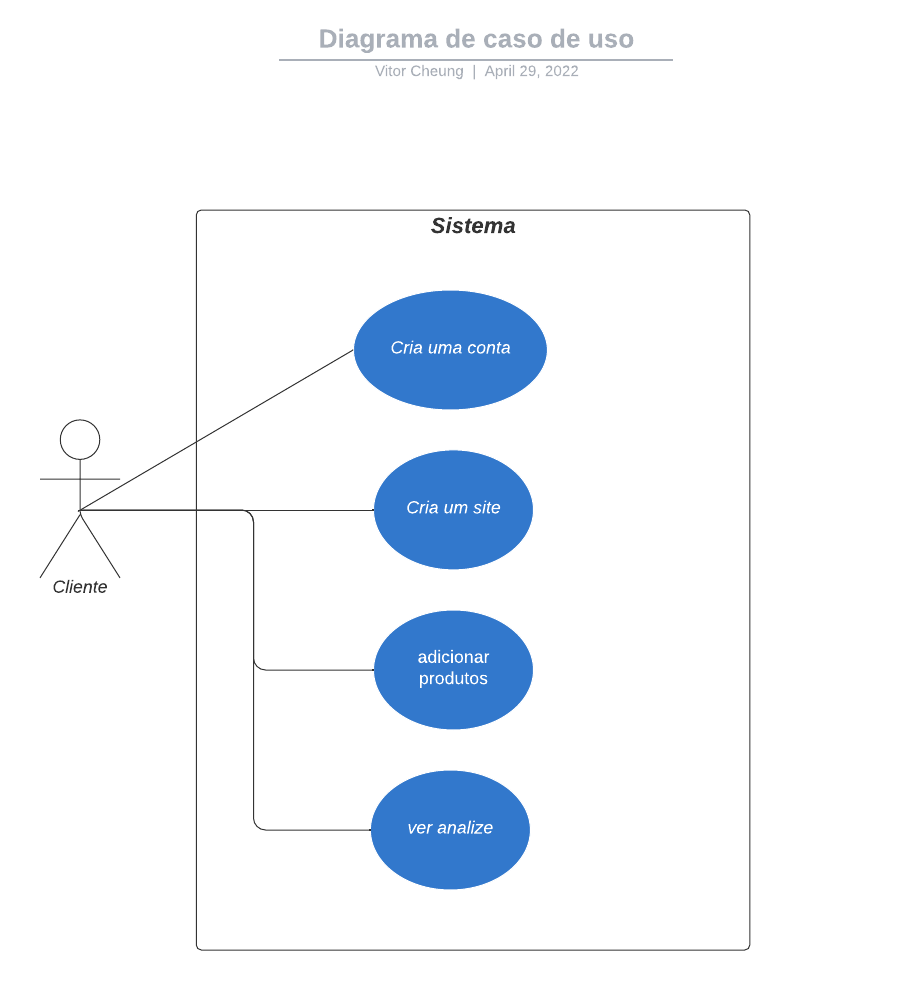 Diagrama de caso de uso
Vitor Cheung | April 29, 2022
Sistema
Cria uma conta
Cria um site
Cliente
adicionar
produtos
ver analize